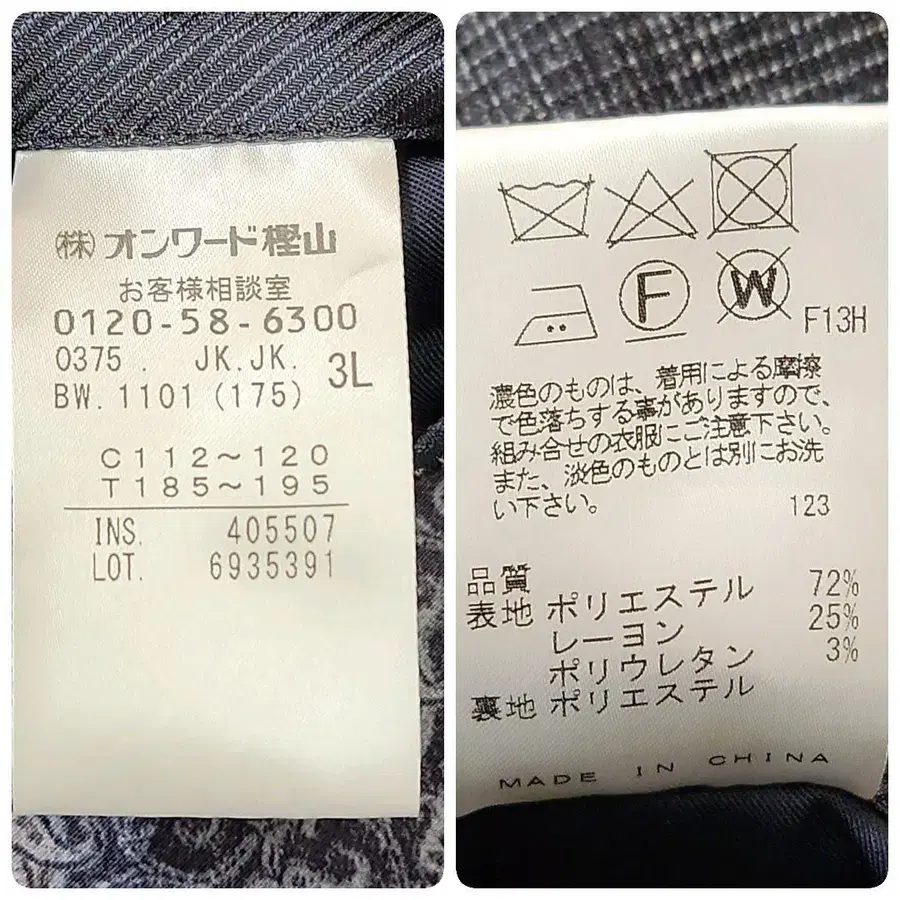 ㈱オンワード樫山
お客様相談室
0120-58-6300
0375. JK.JK. 3L
BW.1101(175)
C112～120
T185～195
INS. 405507
LOT. 6935391
F
W
F13H
濃色のものは、着用による摩擦
で色落ちする事がありますので、
組み合せの衣服にご注意下さい。
また、淡色のものとは別にお洗
い下さい。 123
品質
表地 ポリエステル 72%
レーヨン 25%
ポリウレタン 3%
裏地 ポリエステル
MADE IN CHINA